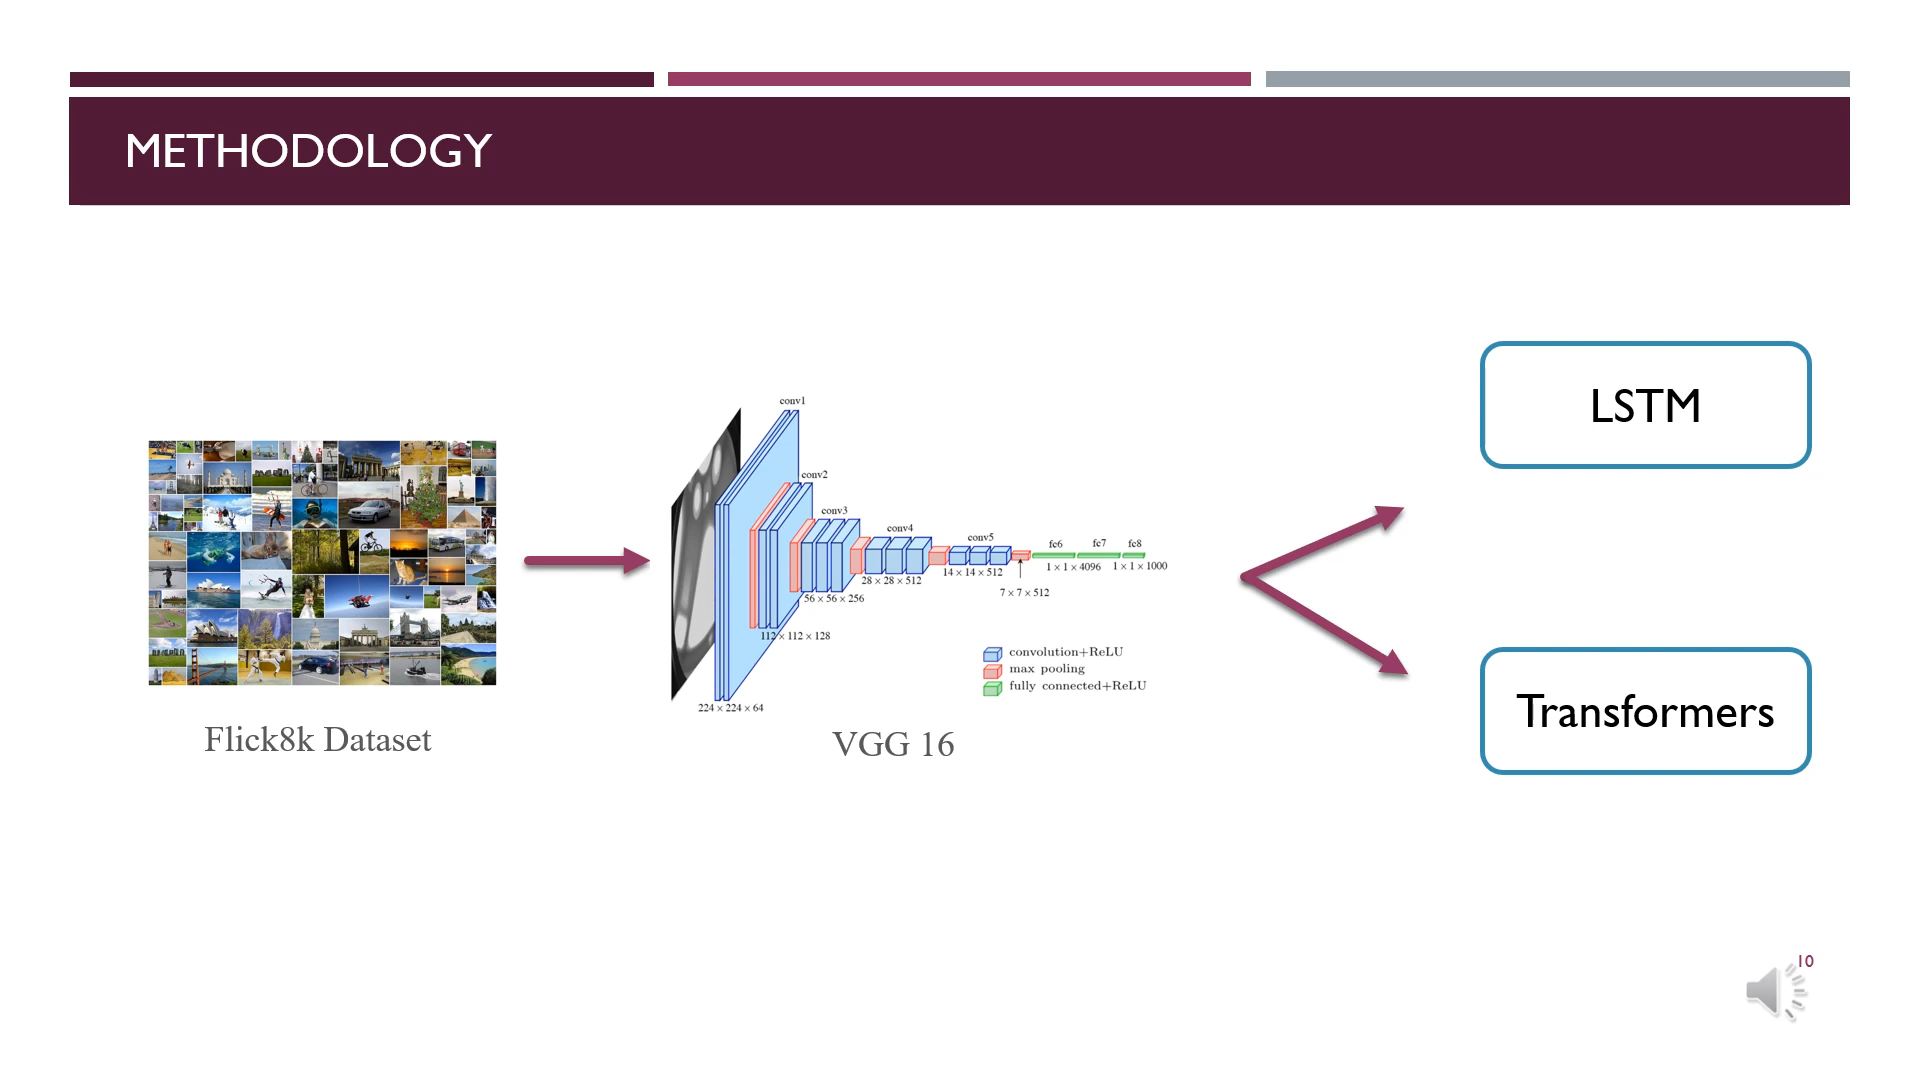 METHODOLOGY
conv1
conv2
conv3
conv4
conv5
fc6
fc7
fc8
1 × 1 × 4096
1 × 1 × 1000
14 × 14 × 512
28 × 28 × 512
7 × 7 × 512
56 × 56 × 256
112 × 112 × 128
224 × 224 × 64
convolution+ReLU
max pooling
fully connected+ReLU
Flick8k Dataset
VGG 16
LSTM
Transformers
10